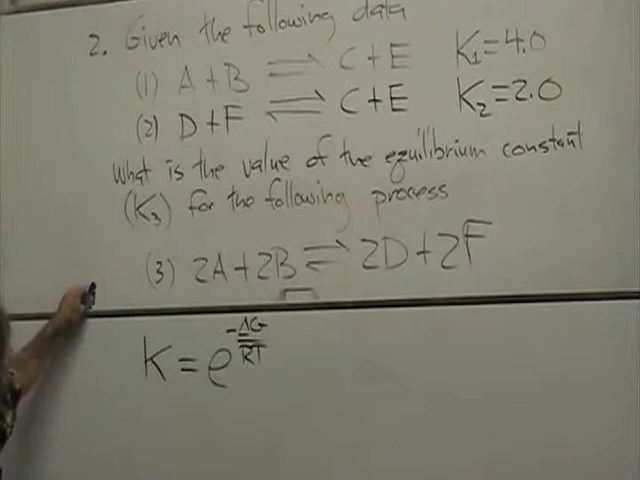 2. Given the following data
(1) A+B ⇌ C+E K₁=4.0
(2) D+F ⇌ C+E K₂=2.0
What is the value of the equilibrium constant
(K₃) for the following process
(3) 2A+2B ⇌ 2D+2F
K = e^(-ΔG/RT)